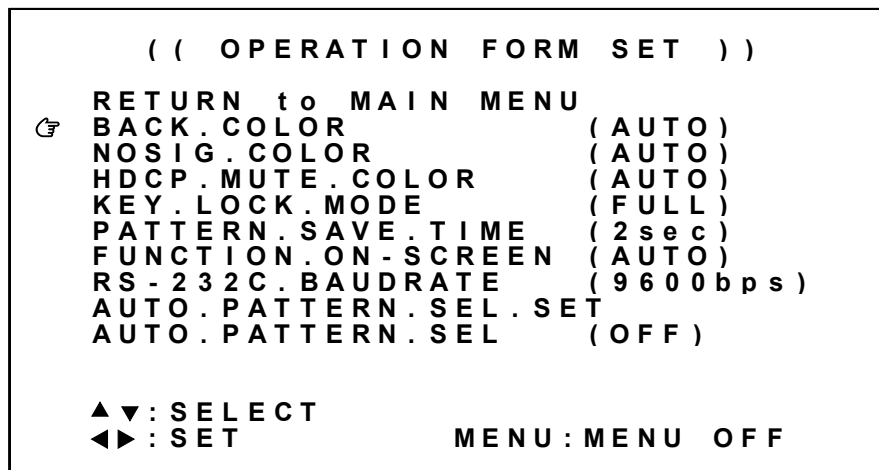 (( OPERATION FORM SET ))
RETURN to MAIN MENU
☞ BACK.COLOR (AUTO)
NOSIG.COLOR (AUTO)
HDCP.MUTE.COLOR (AUTO)
KEY.LOCK.MODE (FULL)
PATTERN.SAVE.TIME (2sec)
FUNCTION.ON-SCREEN (AUTO)
RS-232C.BAUDRATE (9600bps)
AUTO.PATTERN.SEL.SET
AUTO.PATTERN.SEL (OFF)
▲▼:SELECT
◀▶:SET MENU:MENU OFF